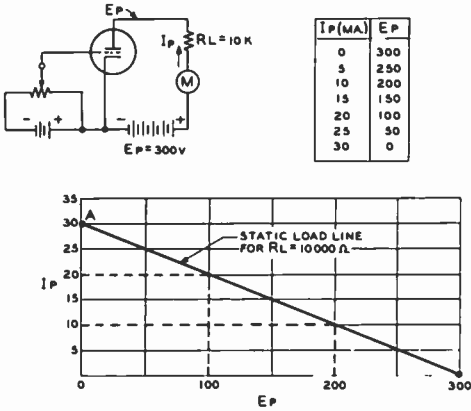 EP
IP
RL=10K
M
- +
- +
EP=300V
IP(MA.) EP
0 300
5 250
10 200
15 150
20 100
25 50
30 0
35
30
25
20
15
10
5
IP
A
STATIC LOAD LINE
FOR RL=10000 Ω
0 100 200 300
EP